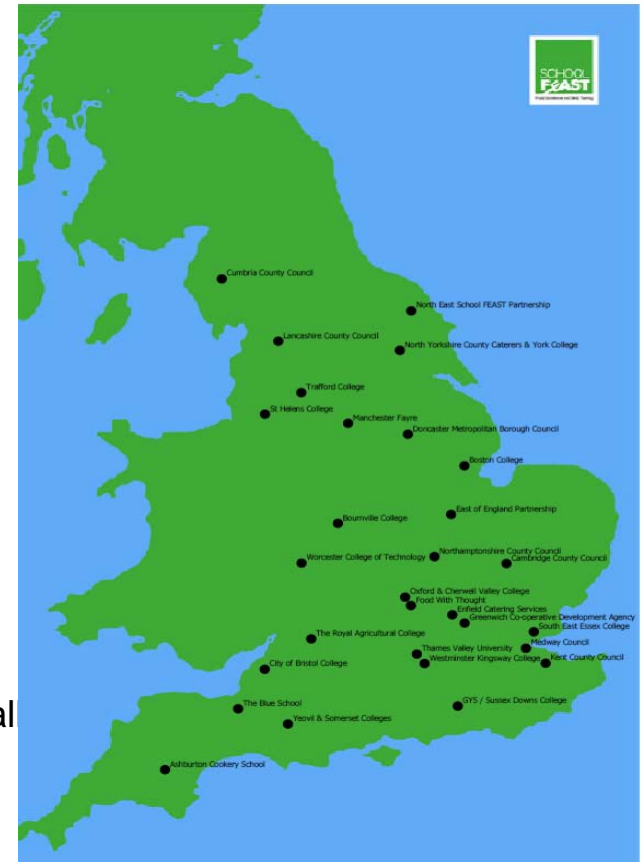 SCHOOL
FEAST
Cumbria County Council
North East School FEAST Partnership
Lancashire County Council
North Yorkshire County Caterers & York College
Trafford College
St Helens College
Manchester Fayre
Doncaster Metropolitan Borough Council
Boston College
East of England Partnership
Bournville College
Northamptonshire County Council
Worcester College of Technology
Cambridge County Council
Oxford & Cherwell Valley College
Food With Thought
Enfield Catering Services
Greenwich Co-operative Development Agency
South East Essex College
The Royal Agricultural College
Medway Council
Thames Valley University
Westminster Kingsway College
Kent County Council
City of Bristol College
all
The Blue School
GYS / Sussex Downs College
Yeovil & Somerset Colleges
Ashburton Cookery School